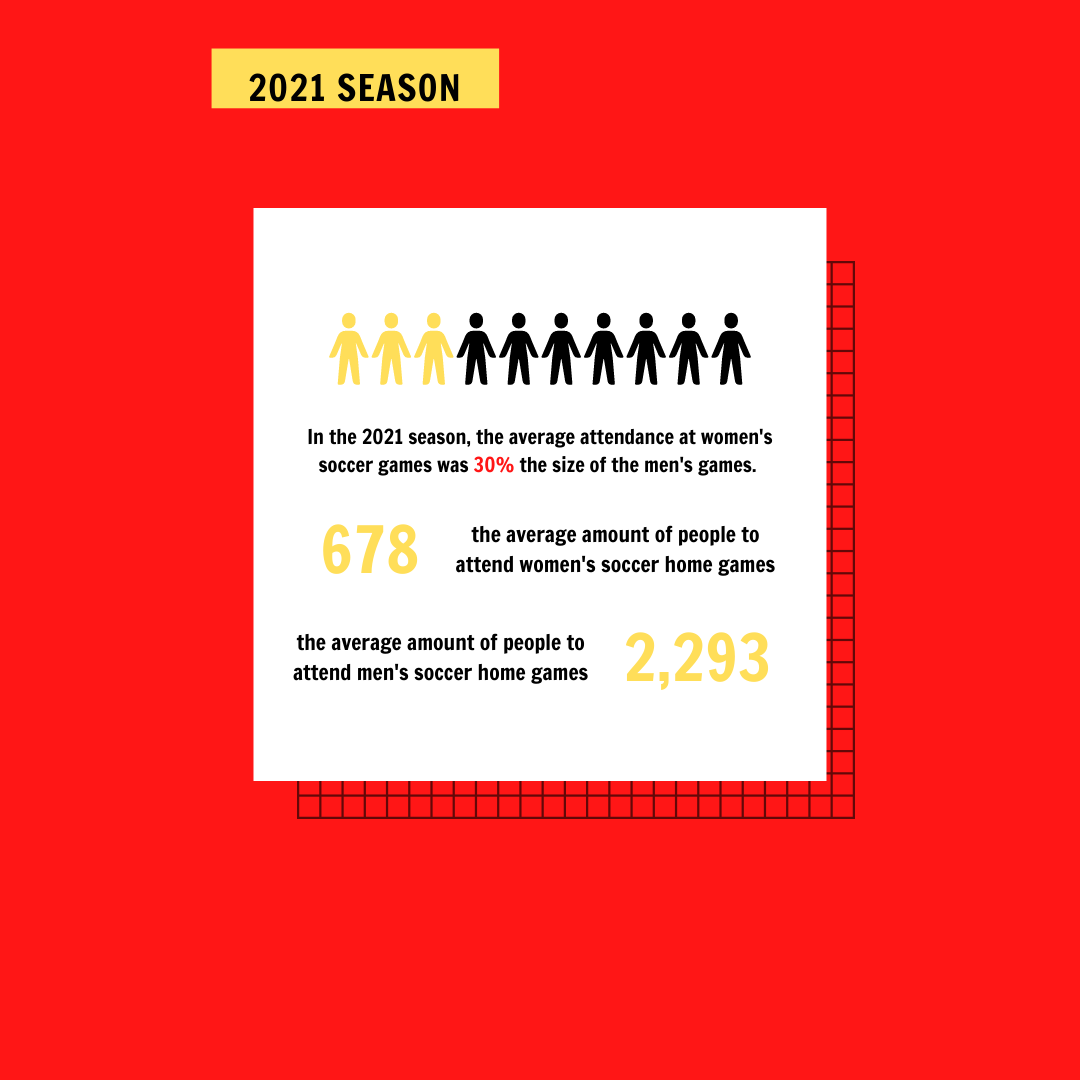 2021 SEASON
In the 2021 season, the average attendance at women's
soccer games was 30% the size of the men's games.
678
the average amount of people to
attend women's soccer home games
the average amount of people to
attend men's soccer home games
2,293